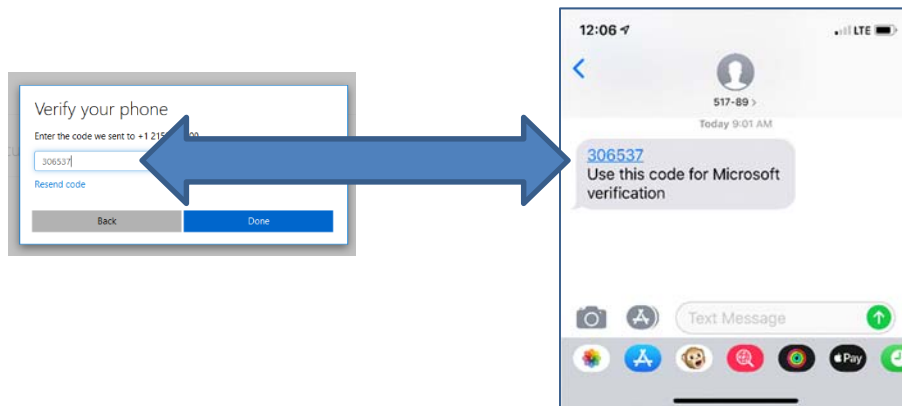 Verify your phone
Enter the code we sent to +1 215
306537
Resend code
Back
Done
12:06
LTE
517-89 >
Today 9:01 AM
306537
Use this code for Microsoft
verification
Text Message
Pay